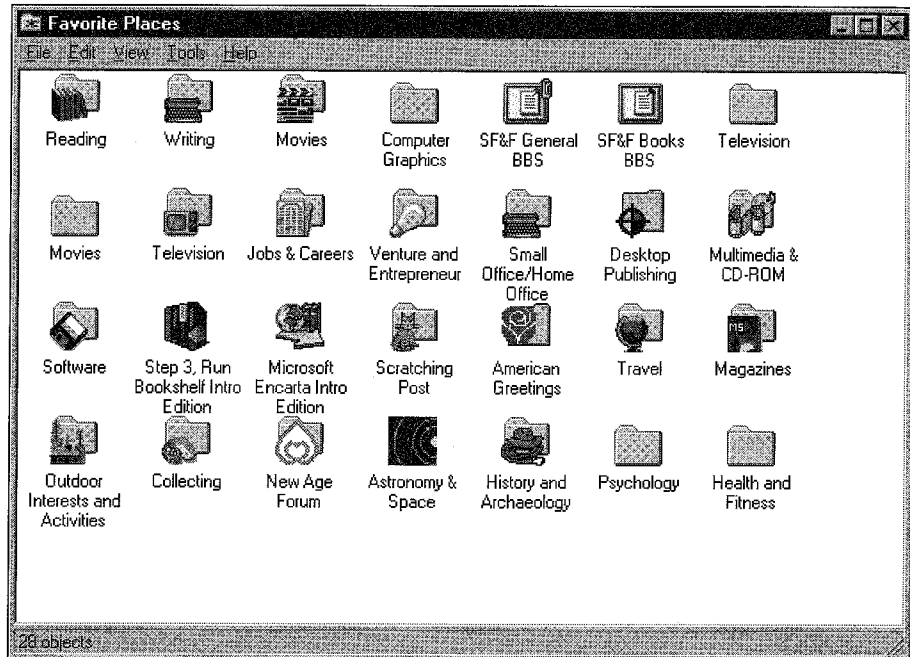 Favorite Places
File Edit View Tools Help
Reading
Writing
Movies
Computer
Graphics
SF&F General
BBS
SF&F Books
BBS
Television
Movies
Television
Jobs & Careers
Venture and
Entrepreneur
Small
Office/Home
Office
Desktop
Publishing
Multimedia &
CD-ROM
Software
Step 3, Run
Bookshelf Intro
Edition
Microsoft
Encarta Intro
Edition
Scratching
Post
American
Greetings
Travel
MS
Magazines
Outdoor
Interests and
Activities
Collecting
New Age
Forum
Astronomy &
Space
History and
Archaeology
Psychology
Health and
Fitness
28 objects